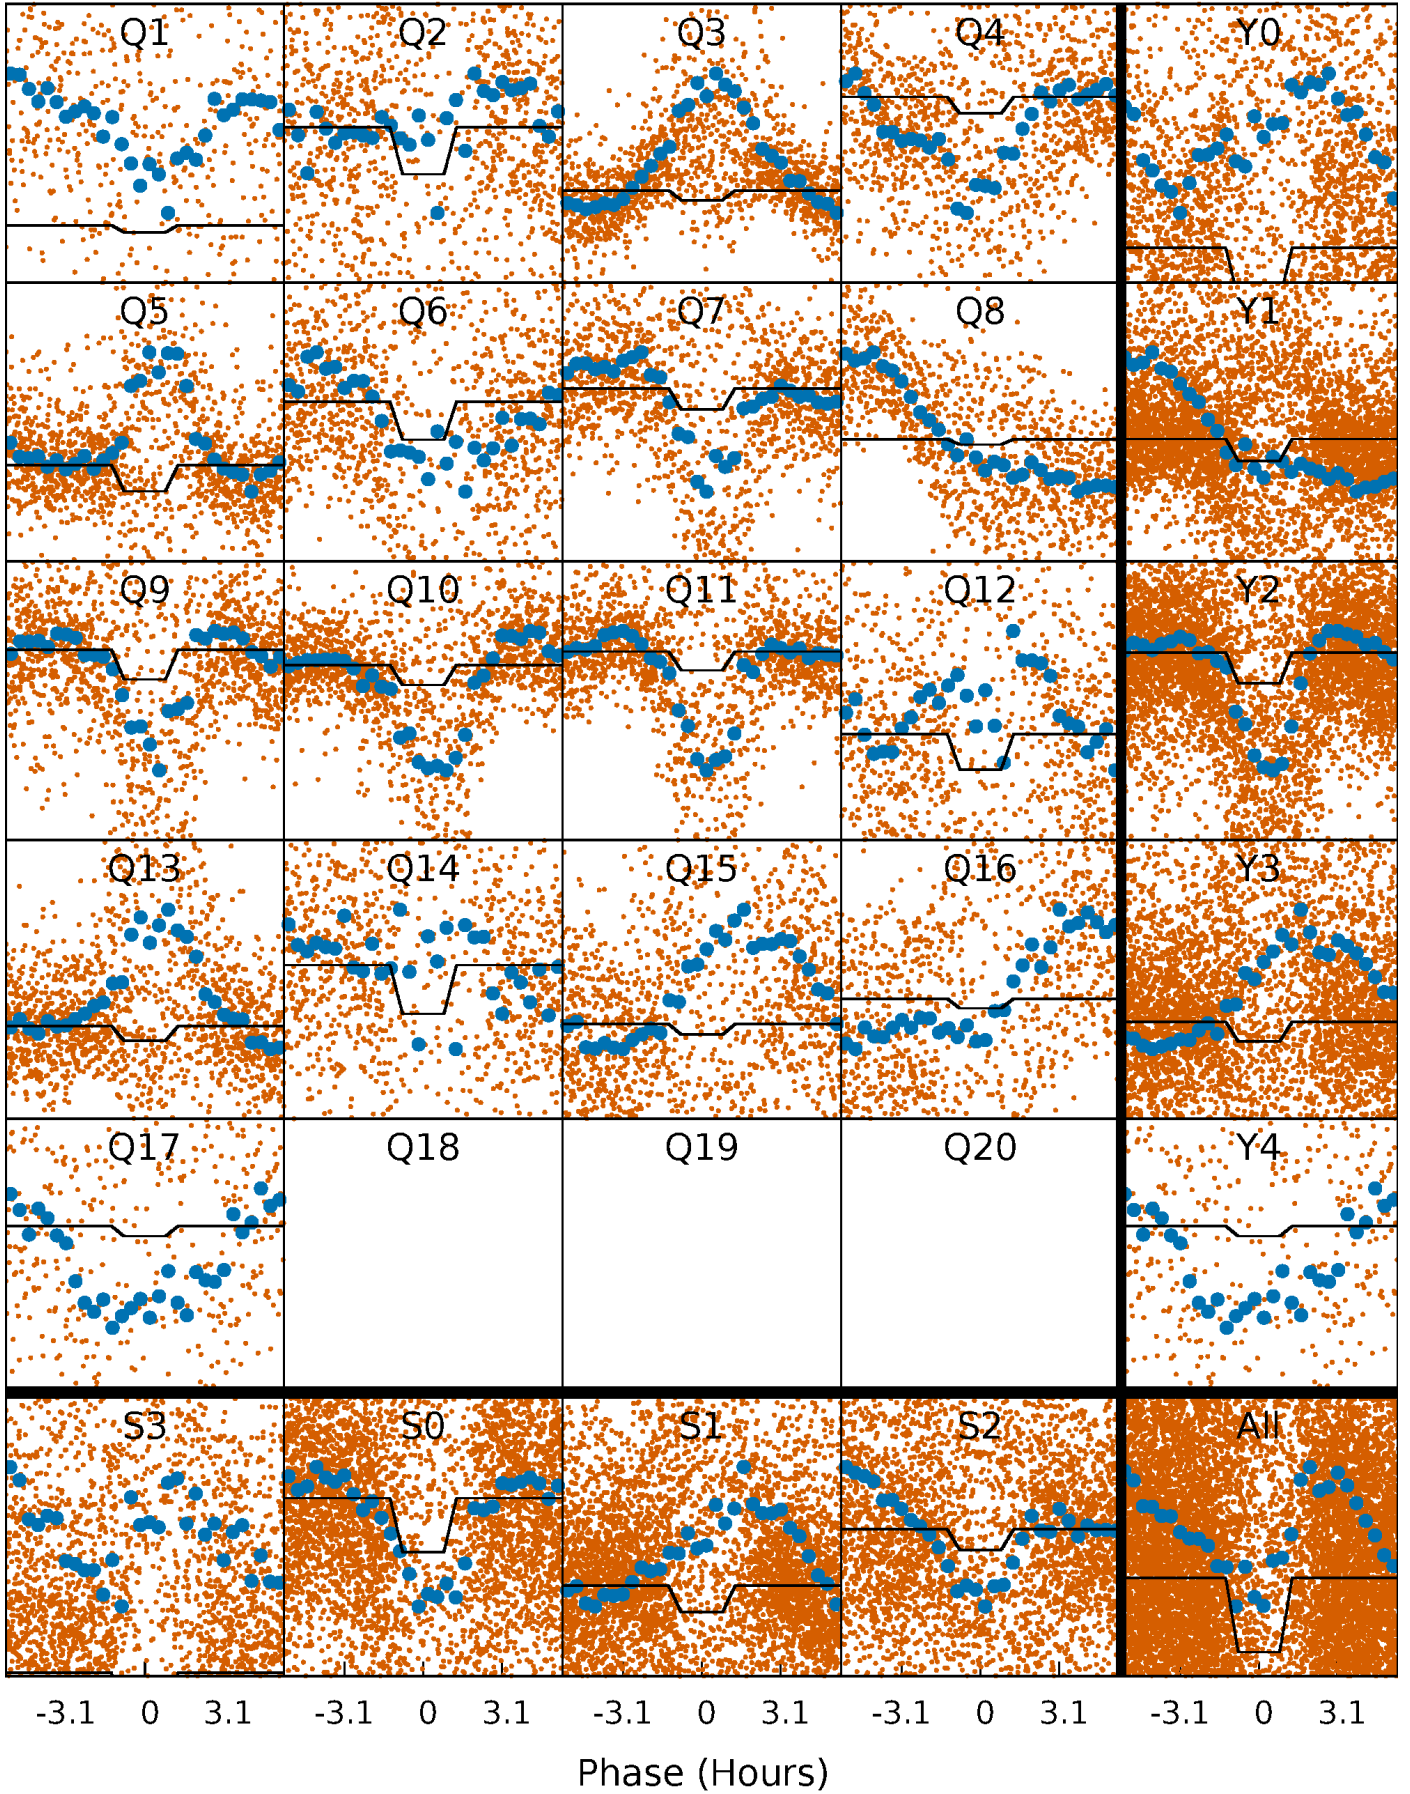 Q1 Q2 Q3 Q4 Y0
Q5 Q6 Q7 Q8 Y1
Q9 Q10 Q11 Q12 Y2
Q13 Q14 Q15 Q16 Y3
Q17 Q18 Q19 Q20 Y4
S3 S0 S1 S2 All
-3.1 0 3.1 -3.1 0 3.1 -3.1 0 3.1 -3.1 0 3.1 -3.1 0 3.1
Phase (Hours)